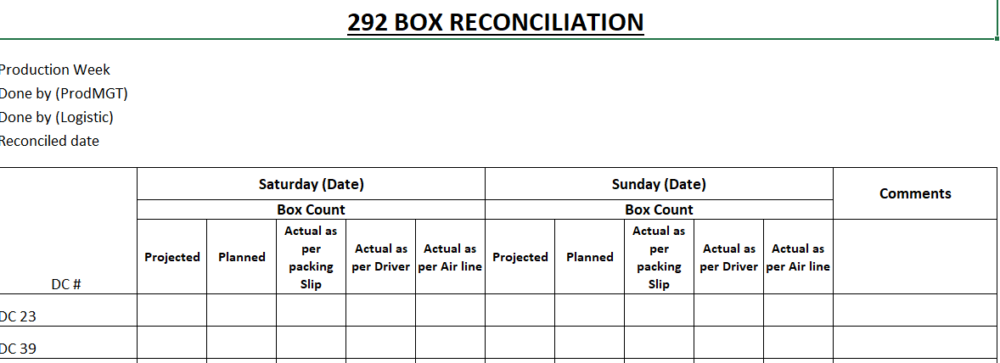 292 BOX RECONCILIATION
Production Week
Done by (ProdMGT)
Done by (Logistic)
Reconciled date
Saturday (Date)
Sunday (Date)
Comments
Box Count
Box Count
DC #
Projected
Planned
Actual as
per
packing
Slip
Actual as
per Driver
Actual as
per Air line
Projected
Planned
Actual as
per
packing
Slip
Actual as
per Driver
Actual as
per Air line
DC 23
DC 39